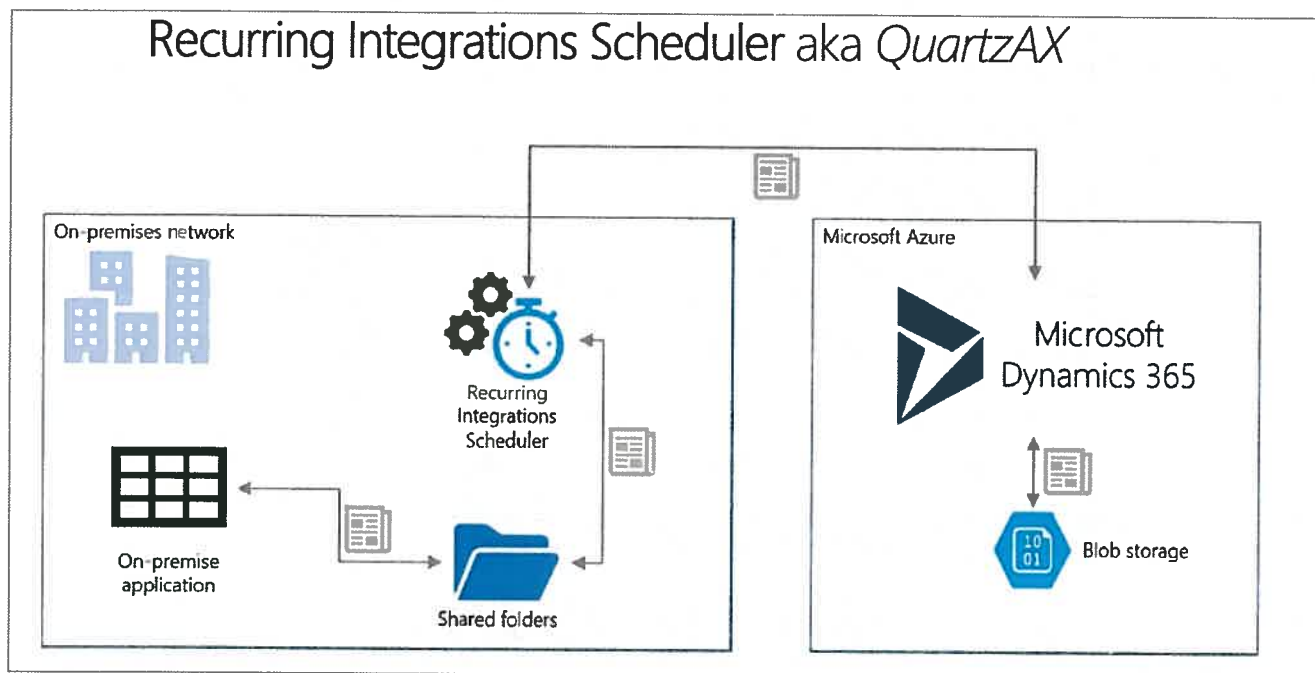 Recurring Integrations Scheduler aka QuartzAX
On-premises network
Recurring
Integrations
Scheduler
On-premise
application
Shared folders
Microsoft Azure
Microsoft
Dynamics 365
10
01
Blob storage